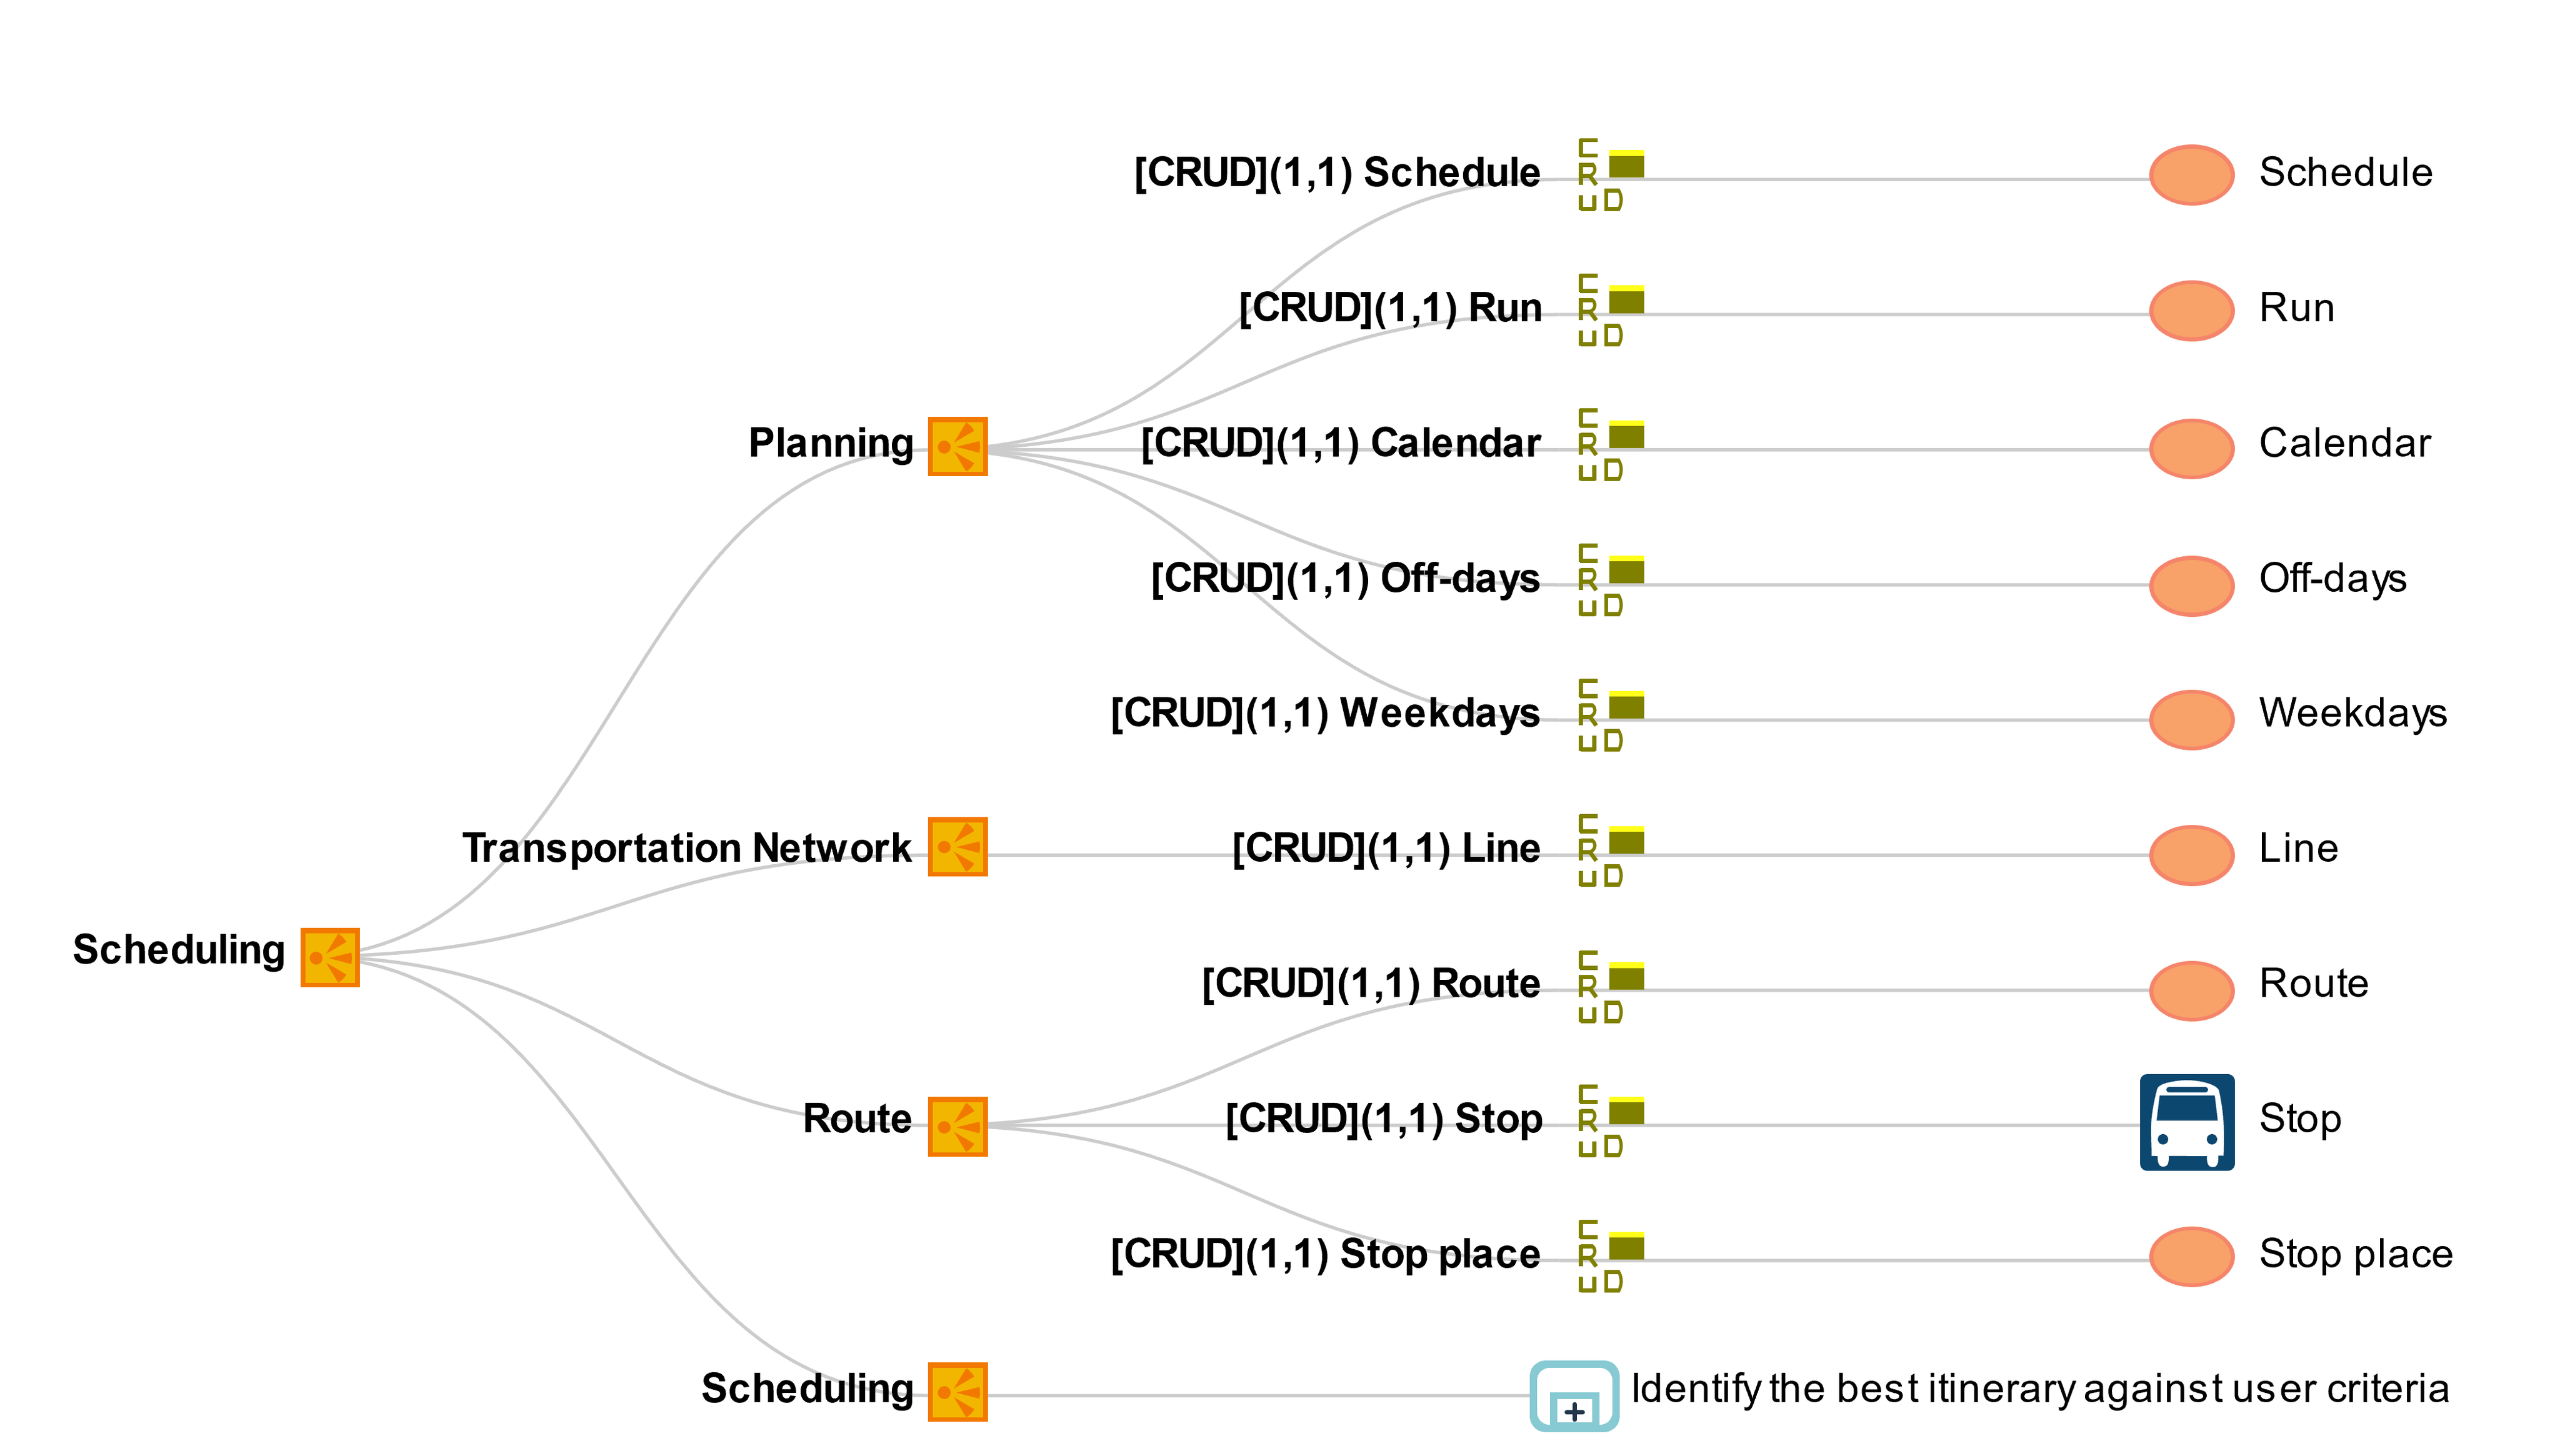 [CRUD](1,1) Schedule
Schedule
[CRUD](1,1) Run
Run
Planning
[CRUD](1,1) Calendar
Calendar
[CRUD](1,1) Off-days
Off-days
[CRUD](1,1) Weekdays
Weekdays
Transportation Network
[CRUD](1,1) Line
Line
Scheduling
[CRUD](1,1) Route
Route
Route
[CRUD](1,1) Stop
Stop
[CRUD](1,1) Stop place
Stop place
Scheduling
Identify the best itinerary against user criteria